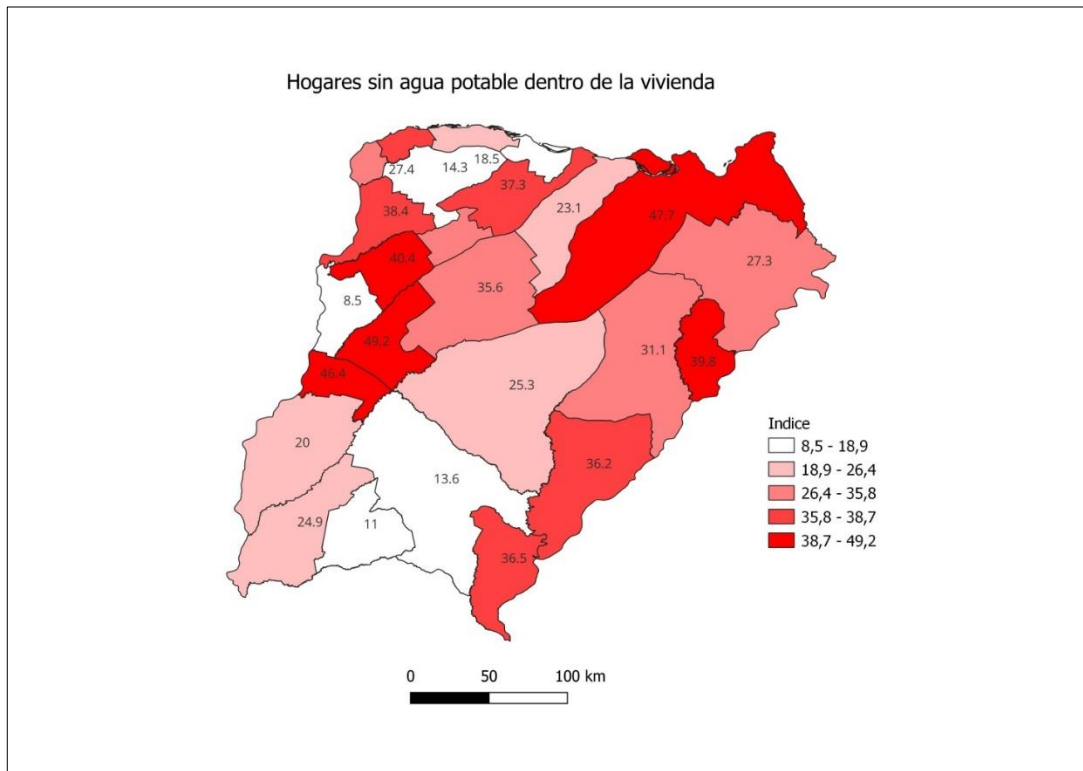 Hogares sin agua potable dentro de la vivienda
18.5
14.3
27.4
37.3
38.4
23.1
47.7
40.4
27.3
35.6
8.5
49.2
31.1
39.8
46.4
25.3
20
36.2
13.6
24.9
11
36.5
Indice
8,5 - 18,9
18,9 - 26,4
26,4 - 35,8
35,8 - 38,7
38,7 - 49,2
0 50 100 km